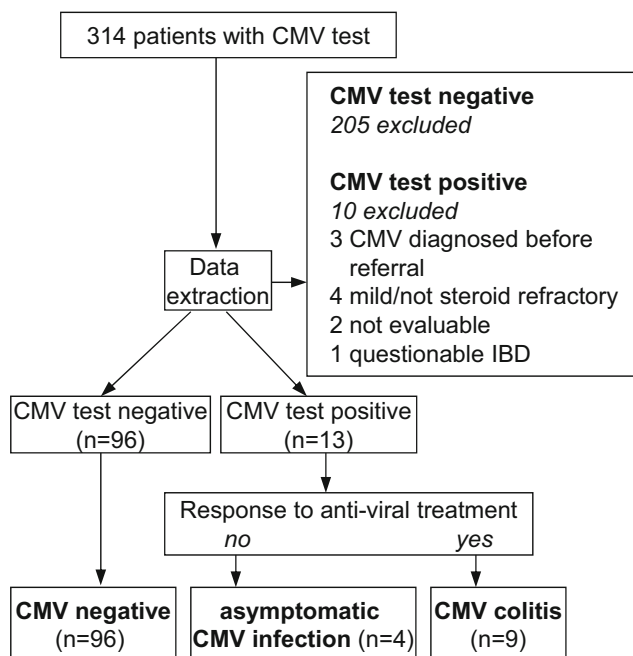 314 patients with CMV test
CMV test negative
205 excluded
CMV test positive
10 excluded
3 CMV diagnosed before
referral
4 mild/not steroid refractory
2 not evaluable
1 questionable IBD
Data
extraction
CMV test negative
(n=96)
CMV test positive
(n=13)
Response to anti-viral treatment
no
yes
CMV negative
(n=96)
asymptomatic
CMV infection (n=4)
CMV colitis
(n=9)